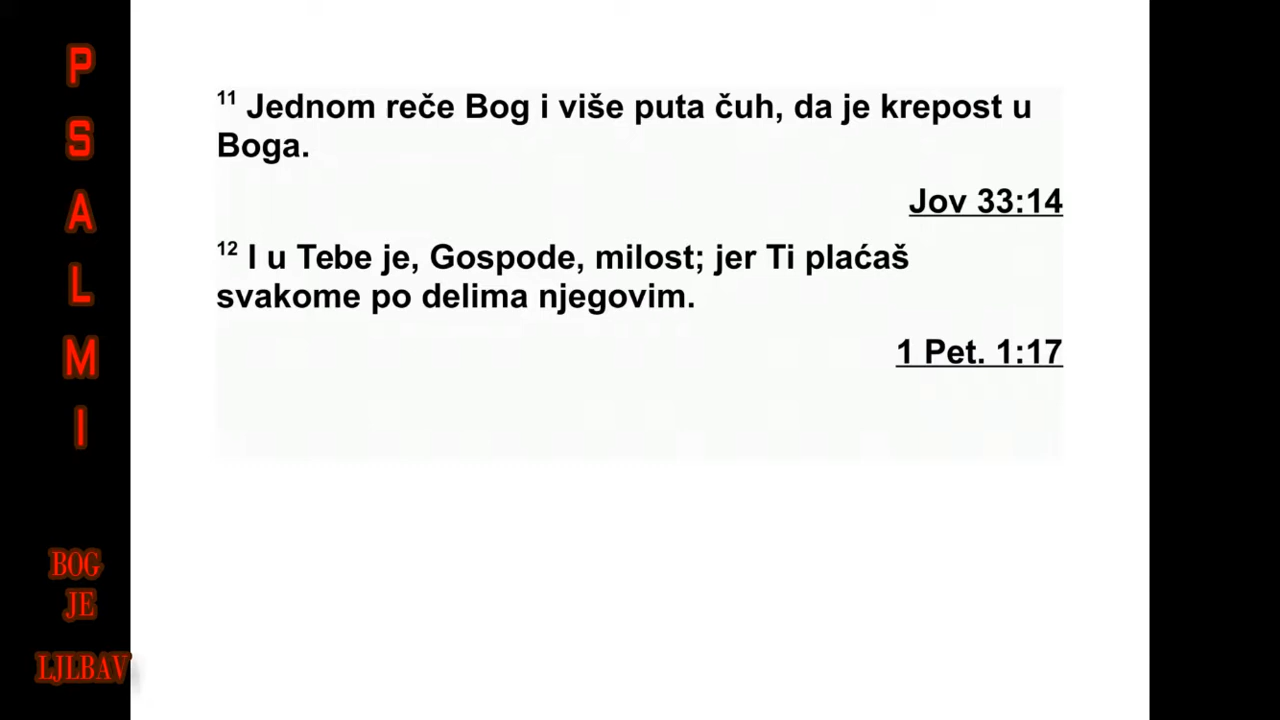 P
S
A
L
M
I
BOG
JE
LJLBAV
11 Jednom reče Bog i više puta čuh, da je krepost u
Boga.
Jov 33:14
12 I u Tebe je, Gospode, milost; jer Ti plaćaš
svakome po delima njegovim.
1 Pet. 1:17